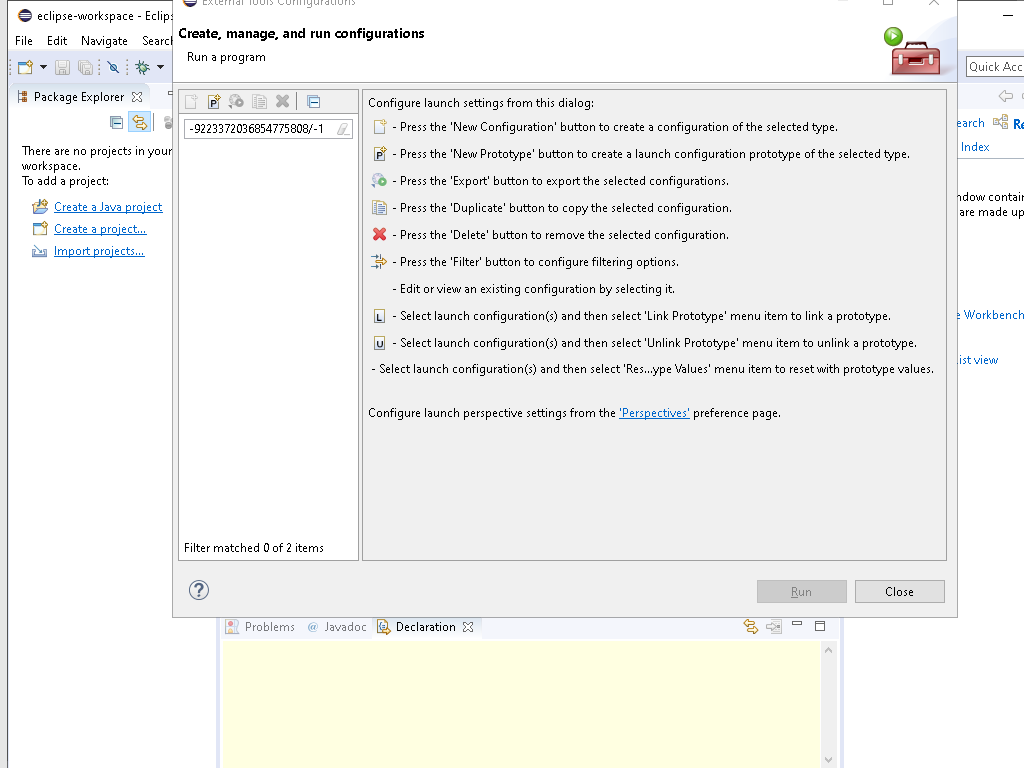 eclipse-workspace - Eclips
External Tools Configurations
File Edit Navigate Search
Create, manage, and run configurations
Run a program
Quick Acc
Package Explorer
-9223372036854775808/-1
Configure launch settings from this dialog:
- Press the 'New Configuration' button to create a configuration of the selected type.
- Press the 'New Prototype' button to create a launch configuration prototype of the selected type.
- Press the 'Export' button to export the selected configurations.
- Press the 'Duplicate' button to copy the selected configuration.
- Press the 'Delete' button to remove the selected configuration.
- Press the 'Filter' button to configure filtering options.
- Edit or view an existing configuration by selecting it.
L - Select launch configuration(s) and then select 'Link Prototype' menu item to link a prototype.
U - Select launch configuration(s) and then select 'Unlink Prototype' menu item to unlink a prototype.
- Select launch configuration(s) and then select 'Res...ype Values' menu item to reset with prototype values.
Configure launch perspective settings from the 'Perspectives' preference page.
There are no projects in your
workspace.
To add a project:
Create a Java project
Create a project...
Import projects...
earch Re
Index
ndow contain
are made up
e Workbench
ist view
Filter matched 0 of 2 items
Run Close
Problems @ Javadoc Declaration